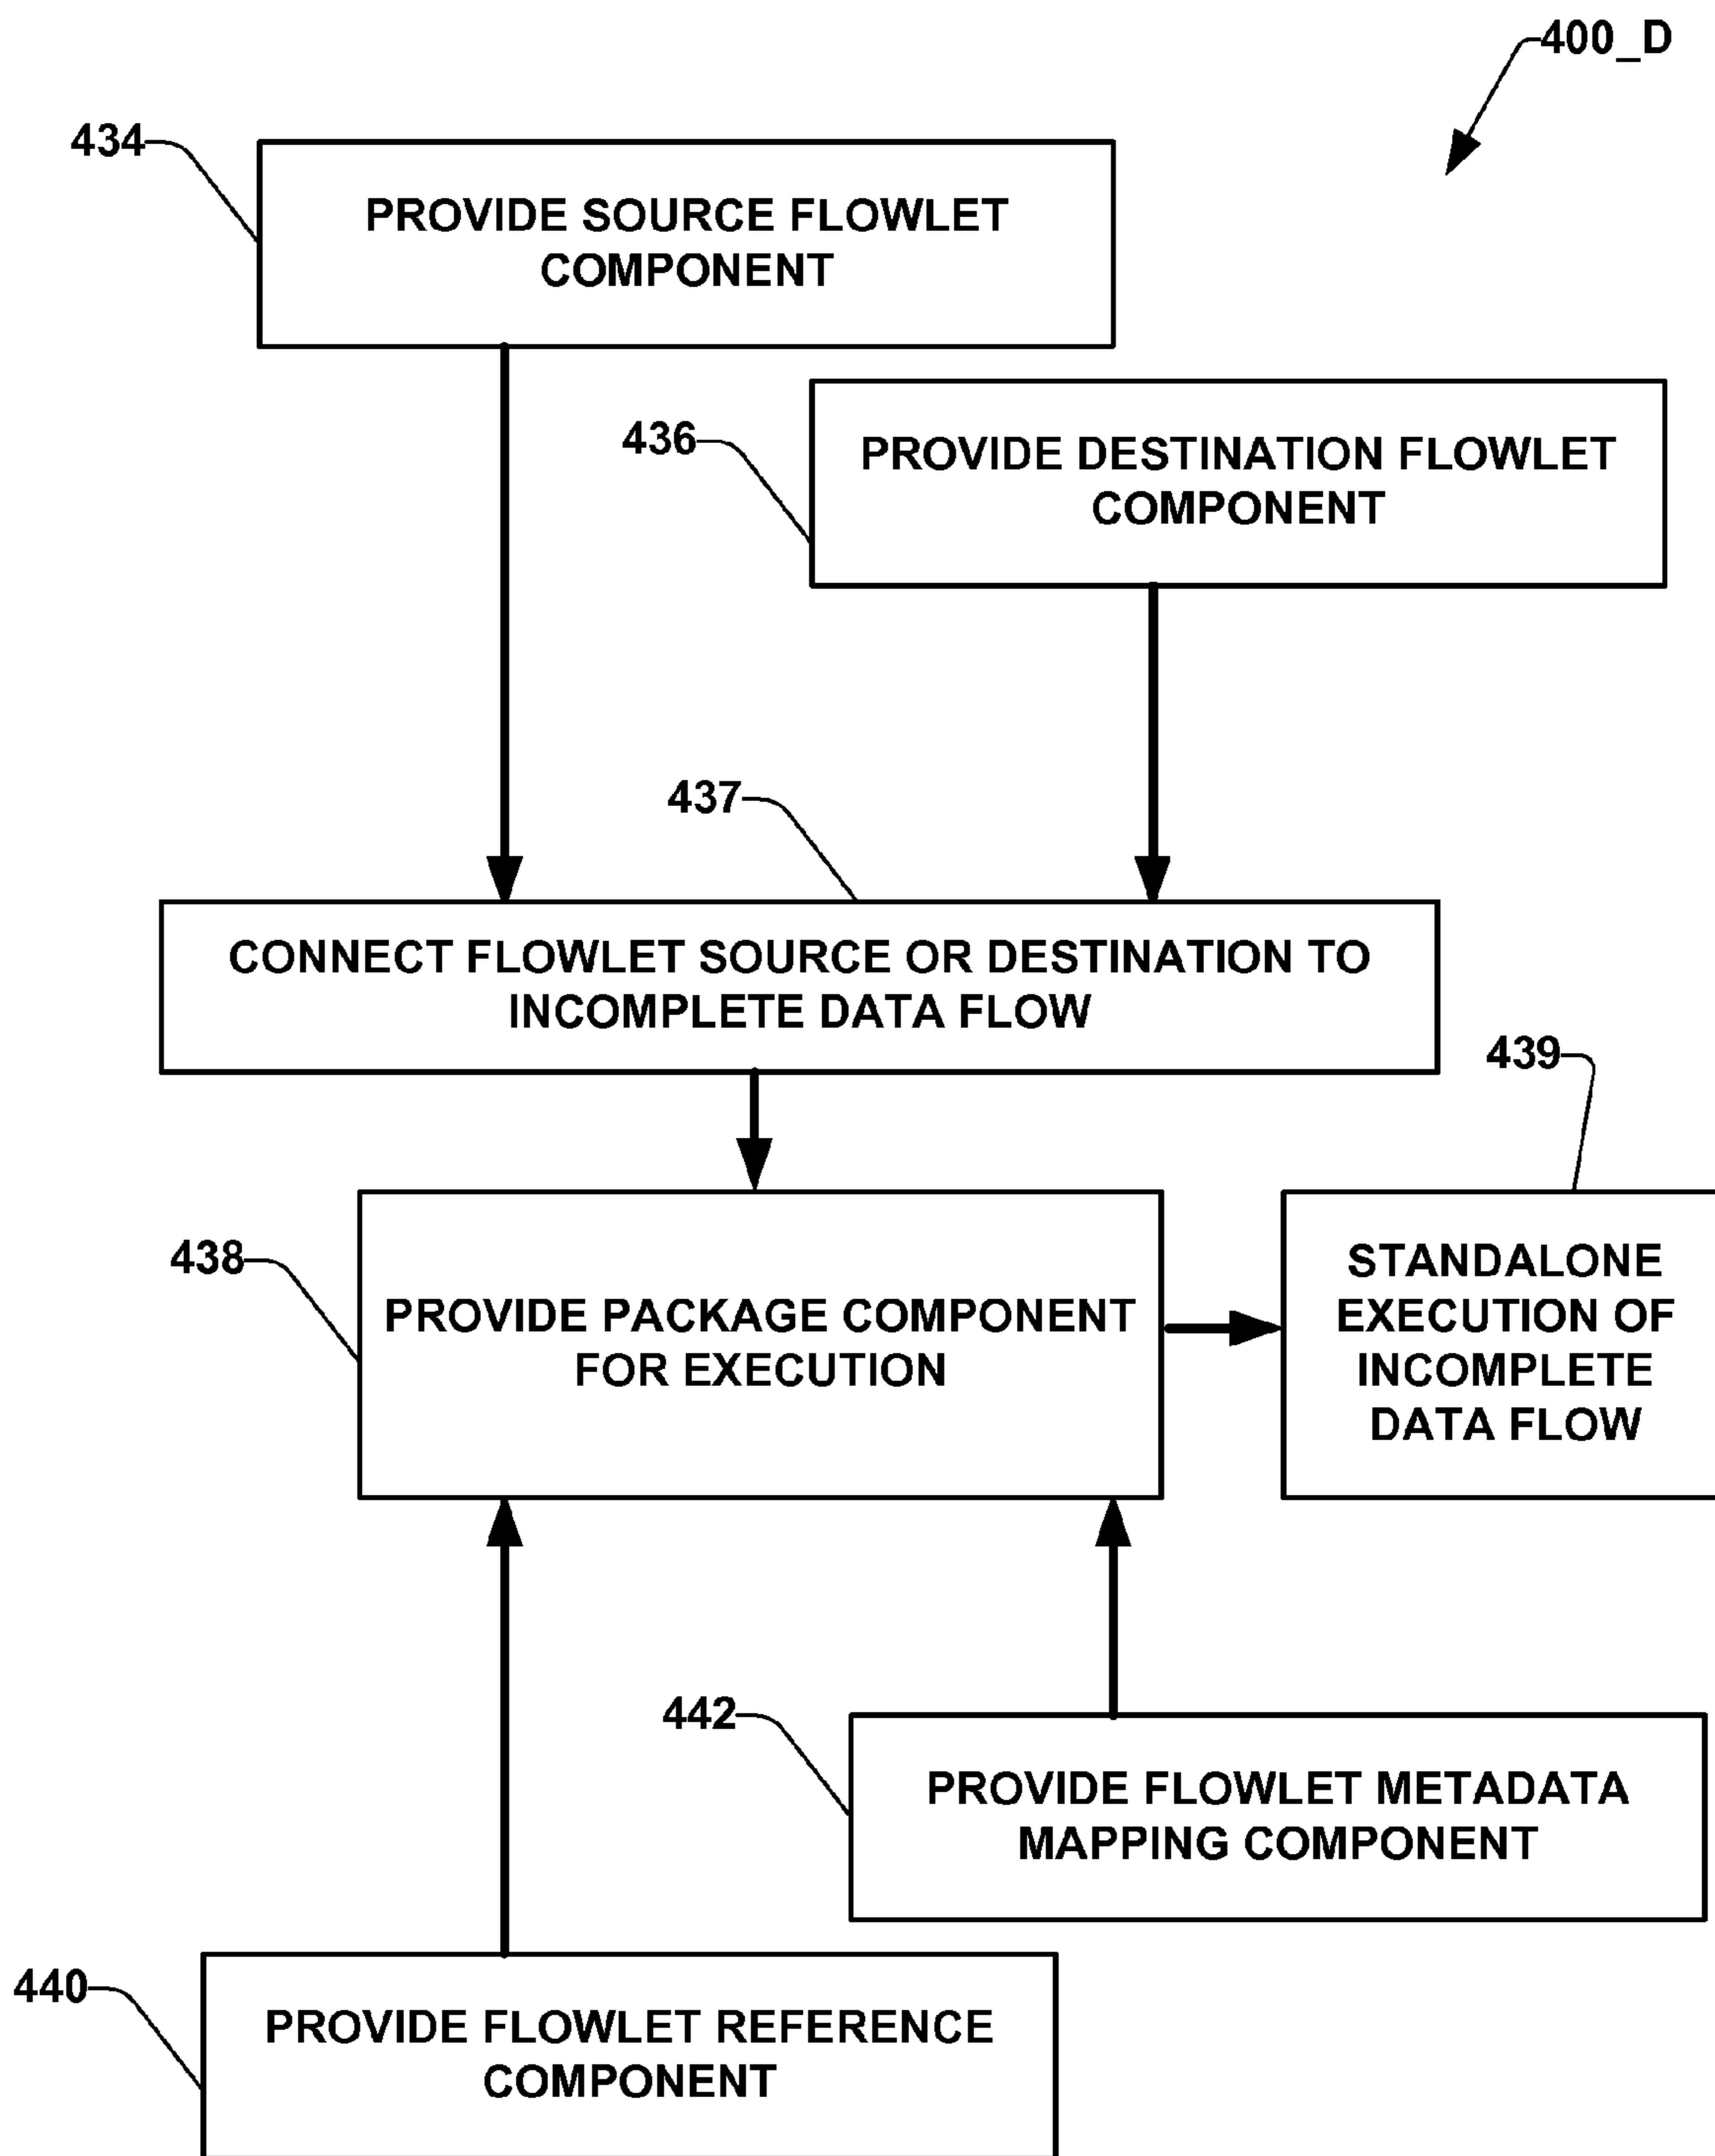 400_D
434
PROVIDE SOURCE FLOWLET
COMPONENT
436
PROVIDE DESTINATION FLOWLET
COMPONENT
437
CONNECT FLOWLET SOURCE OR DESTINATION TO
INCOMPLETE DATA FLOW
439
438
PROVIDE PACKAGE COMPONENT
FOR EXECUTION
STANDALONE
EXECUTION OF
INCOMPLETE
DATA FLOW
442
PROVIDE FLOWLET METADATA
MAPPING COMPONENT
440
PROVIDE FLOWLET REFERENCE
COMPONENT